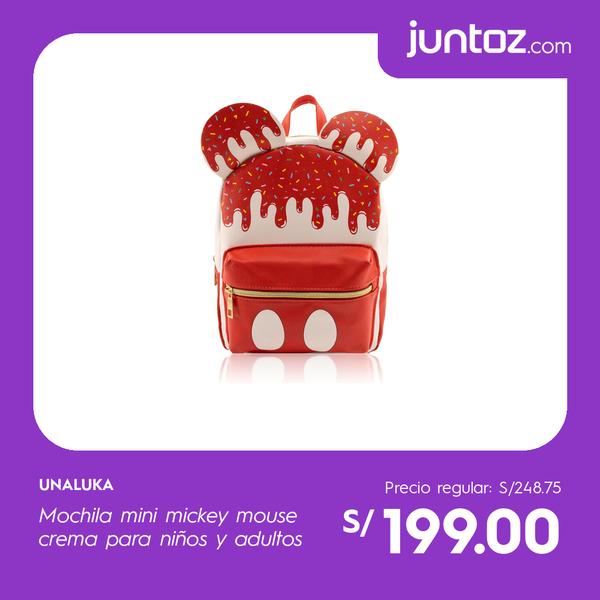 juntoz.com
UNALUKA
Mochila mini mickey mouse
crema para niños y adultos
Precio regular: S/248.75
S/199.00